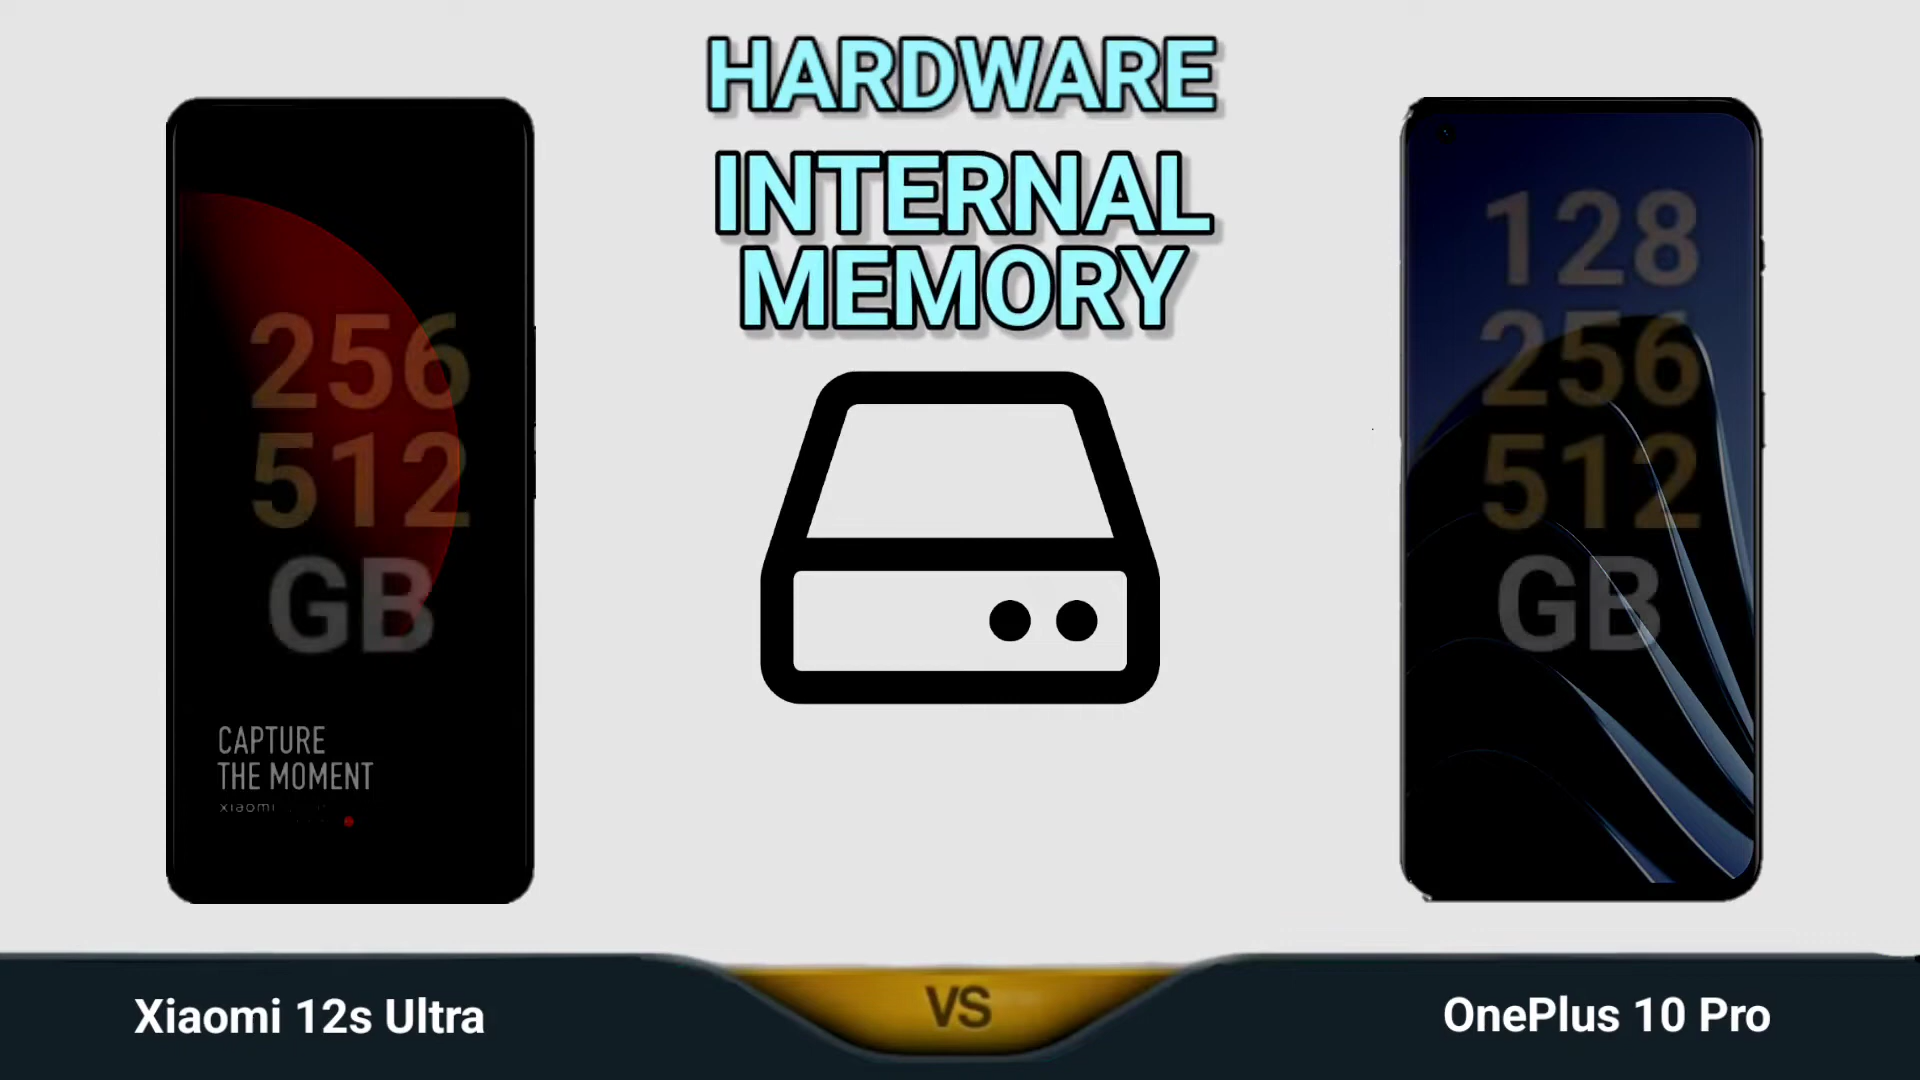 HARDWARE
INTERNAL
MEMORY
256
512
GB
CAPTURE
THE MOMENT
xiaomi
128
256
512
GB
Xiaomi 12s Ultra
VS
OnePlus 10 Pro